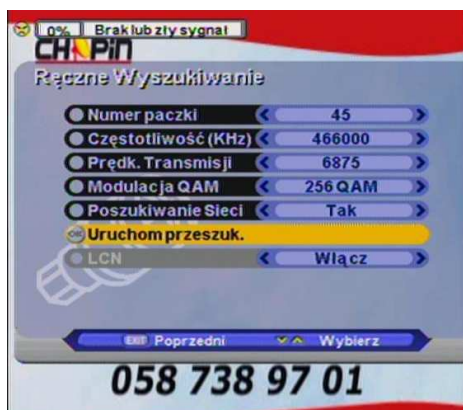 0% Brak lub zły sygnał
CHOPiN
Ręczne Wyszukiwanie
Numer paczki 45
Częstotliwość (KHz) 466000
Prędk. Transmisji 6875
Modulacja QAM 256 QAM
Poszukiwanie Sieci Tak
OK Uruchom przeszuk.
LCN Włącz
EXIT Poprzedni Wybierz
058 738 97 01